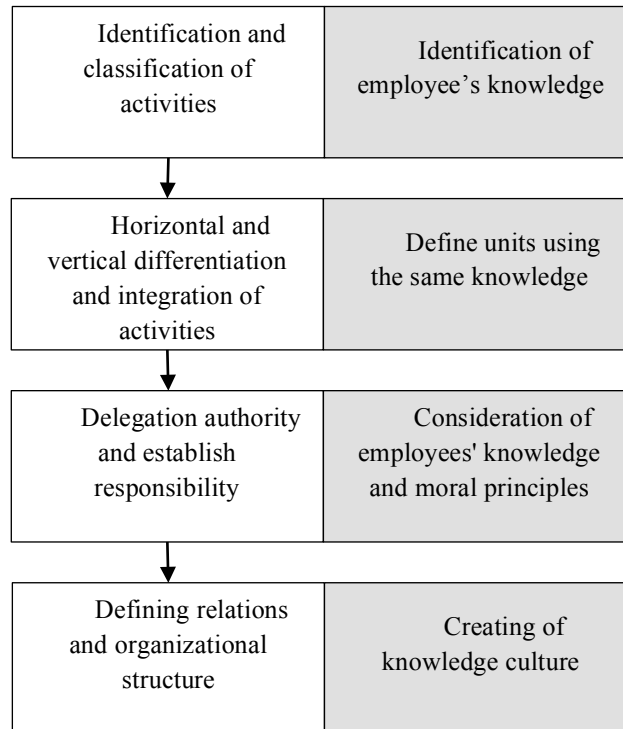 Identification and
classification of
activities
Identification of
employee’s knowledge
Horizontal and
vertical differentiation
and integration of
activities
Define units using
the same knowledge
Delegation authority
and establish
responsibility
Consideration of
employees' knowledge
and moral principles
Defining relations
and organizational
structure
Creating of
knowledge culture